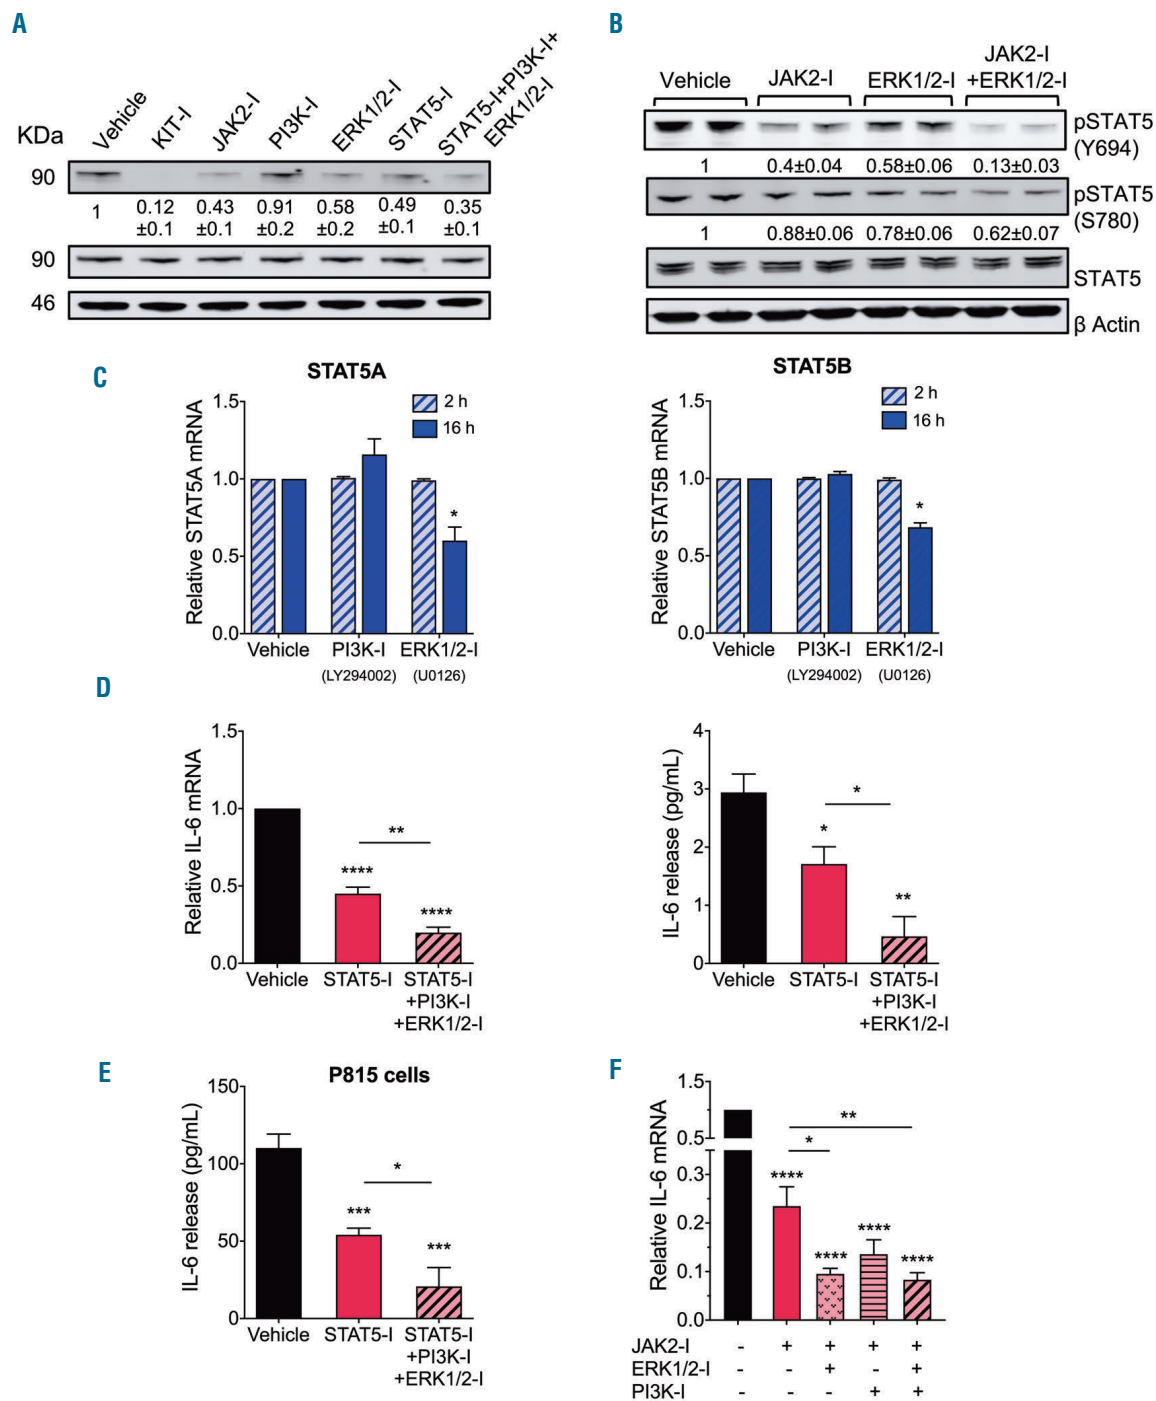 A
KDa
Vehicle
KIT-I
JAK2-I
PI3K-I
ERK1/2-I
STAT5-I
STAT5-I+PI3K-I+
ERK1/2-I
90
1
0.12 0.43 0.91 0.58 0.49 0.35
±0.1 ±0.1 ±0.2 ±0.2 ±0.1 ±0.1
90
46
B
Vehicle JAK2-I ERK1/2-I JAK2-I
+ERK1/2-I
pSTAT5
(Y694)
1 0.4±0.04 0.58±0.06 0.13±0.03
pSTAT5
(S780)
1 0.88±0.06 0.78±0.06 0.62±0.07
STAT5
β Actin
C
STAT5A
Relative STAT5A mRNA
1.5
1.0
0.5
0.0
2 h
16 h
*
Vehicle PI3K-I ERK1/2-I
(LY294002) (U0126)
STAT5B
Relative STAT5B mRNA
1.5
1.0
0.5
0.0
2 h
16 h
*
Vehicle PI3K-I ERK1/2-I
(LY294002) (U0126)
D
Relative IL-6 mRNA
1.5
1.0
0.5
0.0
**
****
****
Vehicle STAT5-I STAT5-I
+PI3K-I
+ERK1/2-I
IL-6 release (pg/mL)
4
3
2
1
0
*
*
**
Vehicle STAT5-I STAT5-I
+PI3K-I
+ERK1/2-I
E
P815 cells
IL-6 release (pg/mL)
150
100
50
0
*
***
***
Vehicle STAT5-I STAT5-I
+PI3K-I
+ERK1/2-I
F
Relative IL-6 mRNA
1.5
0.5
0.3
0.2
0.1
0.0
**
*
****
****
****
****
JAK2-I - + + + +
ERK1/2-I - - + - +
PI3K-I - - - + +